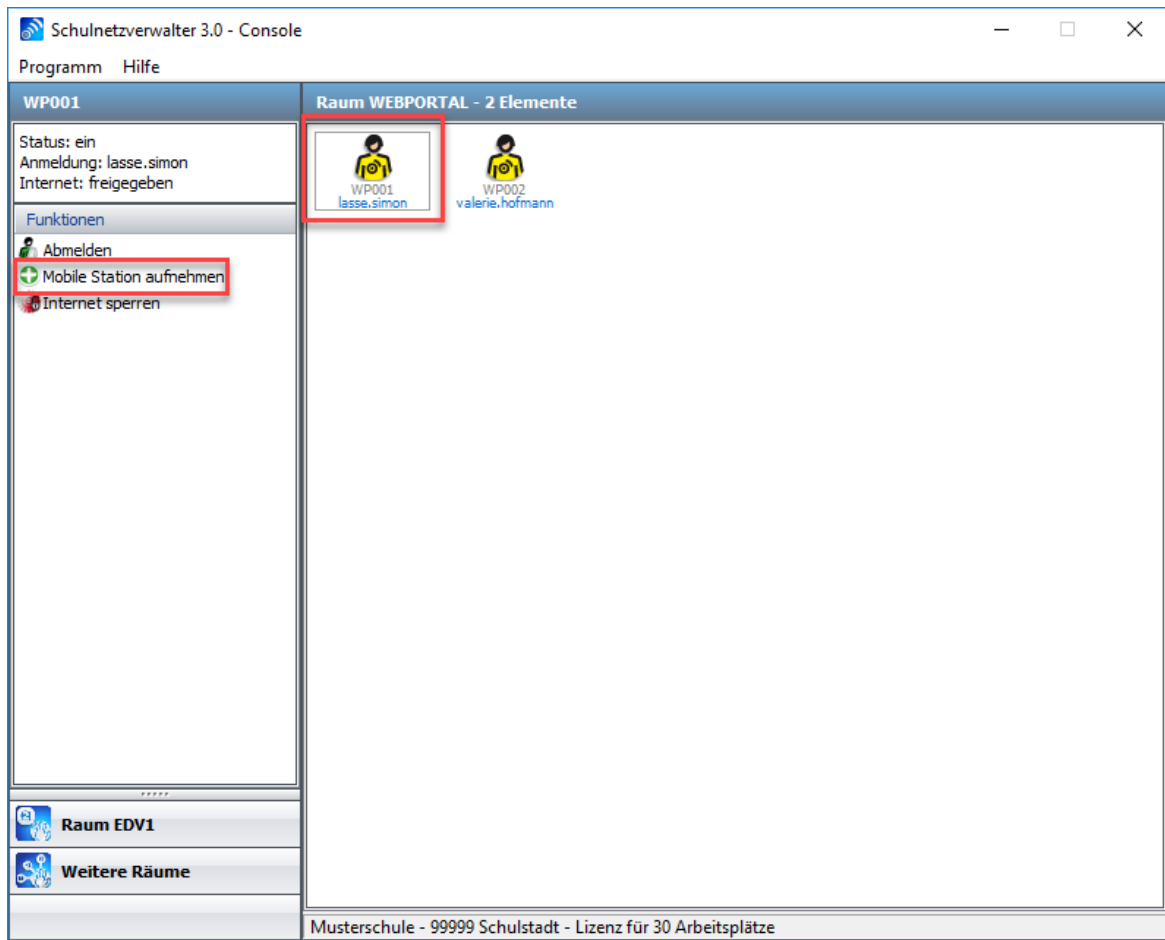 Schulnetzverwalter 3.0 - Console
Programm Hilfe
WP001
Status: ein
Anmeldung: lasse.simon
Internet: freigegeben
Funktionen
Abmelden
Mobile Station aufnehmen
Internet sperren
Raum EDV1
Weitere Räume
Raum WEBPORTAL - 2 Elemente
WP001
lasse.simon
WP002
valerie.hofmann
Musterschule - 99999 Schulstadt - Lizenz für 30 Arbeitsplätze